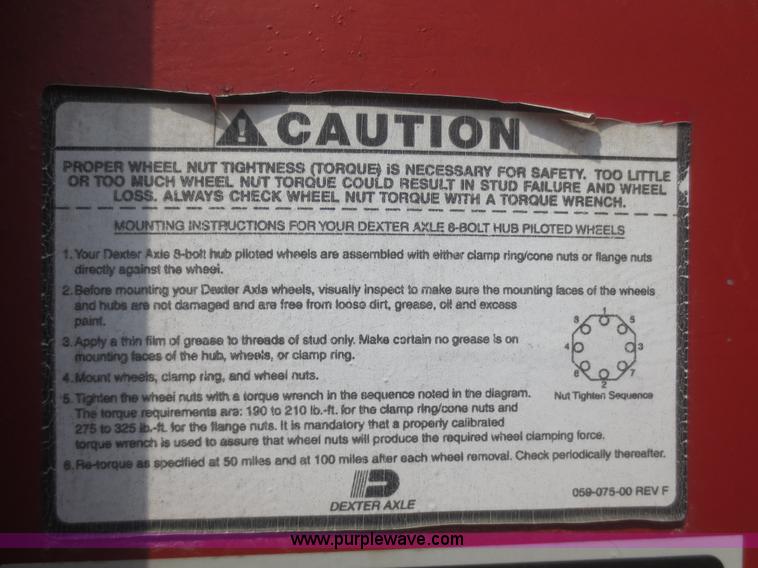 CAUTION
PROPER WHEEL NUT TIGHTNESS (TORQUE) IS NECESSARY FOR SAFETY. TOO LITTLE
OR TOO MUCH WHEEL NUT TORQUE COULD RESULT IN STUD FAILURE AND WHEEL
LOSS. ALWAYS CHECK WHEEL NUT TORQUE WITH A TORQUE WRENCH.
MOUNTING INSTRUCTIONS FOR YOUR DEXTER AXLE 8-BOLT HUB PILOTED WHEELS
1. Your Dexter Axle 8-bolt hub piloted wheels are assembled with either clamp ring/cone nuts or flange nuts
directly against the wheel.
2. Before mounting your Dexter Axle wheels, visually inspect to make sure the mounting faces of the wheels
and hubs are not damaged and are free from loose dirt, grease, oil and excess
paint.
3. Apply a thin film of grease to threads of stud only. Make certain no grease is on
mounting faces of the hub, wheels, or clamp ring.
4. Mount wheels, clamp ring, and wheel nuts.
5. Tighten the wheel nuts with a torque wrench in the sequence noted in the diagram.
The torque requirements are: 190 to 210 lb.-ft. for the clamp ring/cone nuts and
275 to 325 lb.-ft. for the flange nuts. It is mandatory that a properly calibrated
torque wrench is used to assure that wheel nuts will produce the required wheel clamping force.
6. Re-torque as specified at 50 miles and at 100 miles after each wheel removal. Check periodically thereafter.
1
8 5
4 3
6 7
2
Nut Tighten Sequence
DEXTER AXLE
059-075-00 REV F
www.purplewave.com